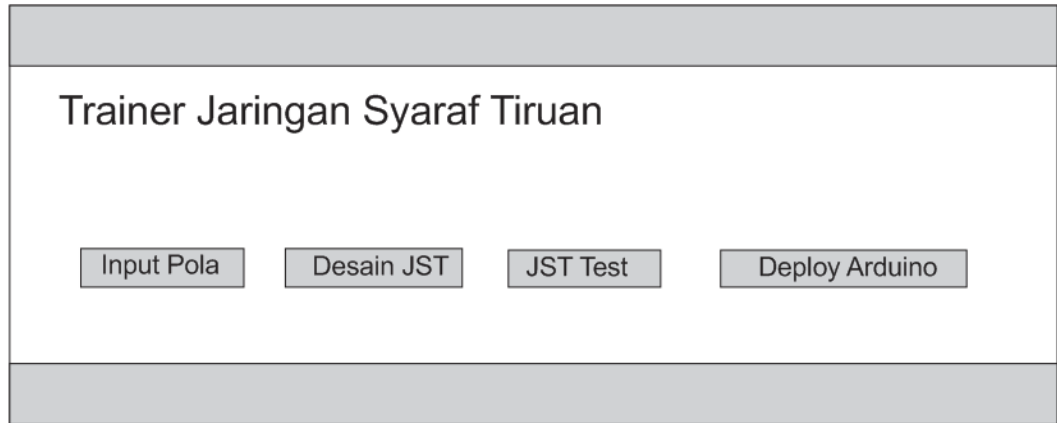 Trainer Jaringan Syaraf Tiruan
Input Pola
Desain JST
JST Test
Deploy Arduino